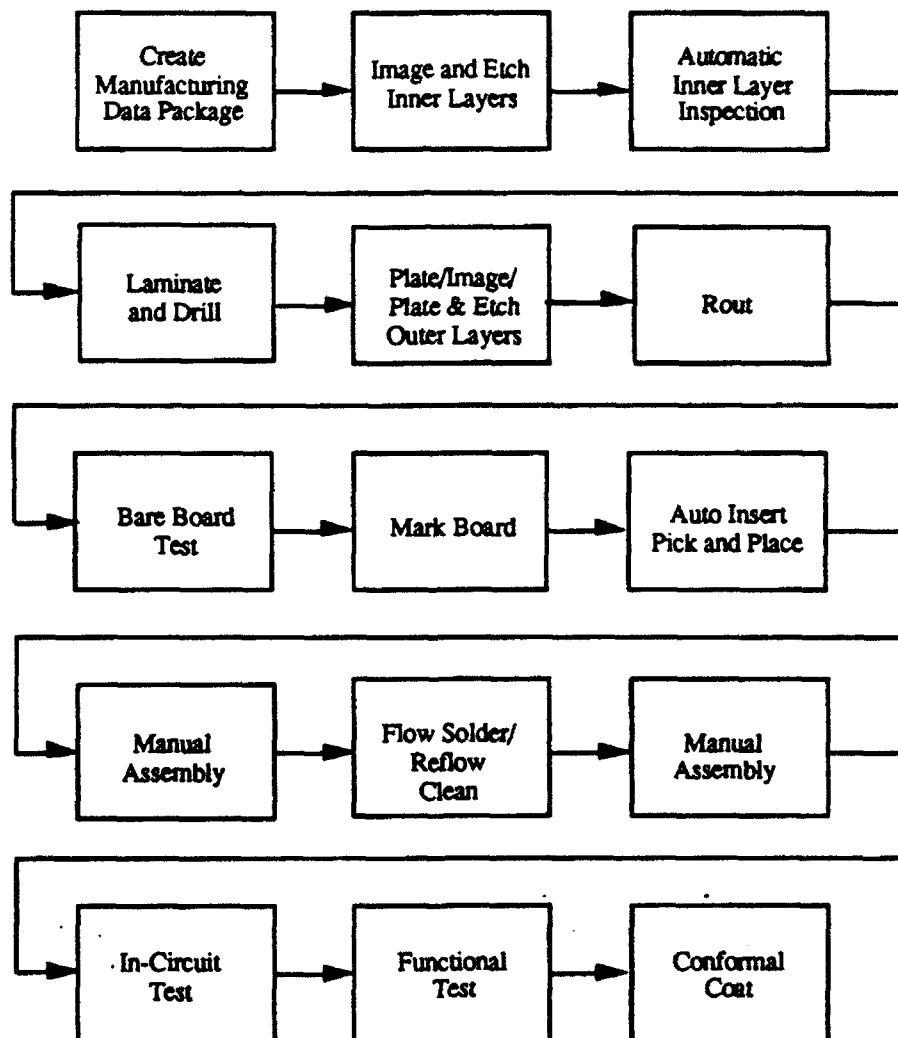 Create
Manufacturing
Data Package
Image and Etch
Inner Layers
Automatic
Inner Layer
Inspection
Laminate
and Drill
Plate/Image/
Plate & Etch
Outer Layers
Rout
Bare Board
Test
Mark Board
Auto Insert
Pick and Place
Manual
Assembly
Flow Solder/
Reflow
Clean
Manual
Assembly
In-Circuit
Test
Functional
Test
Conformal
Coat